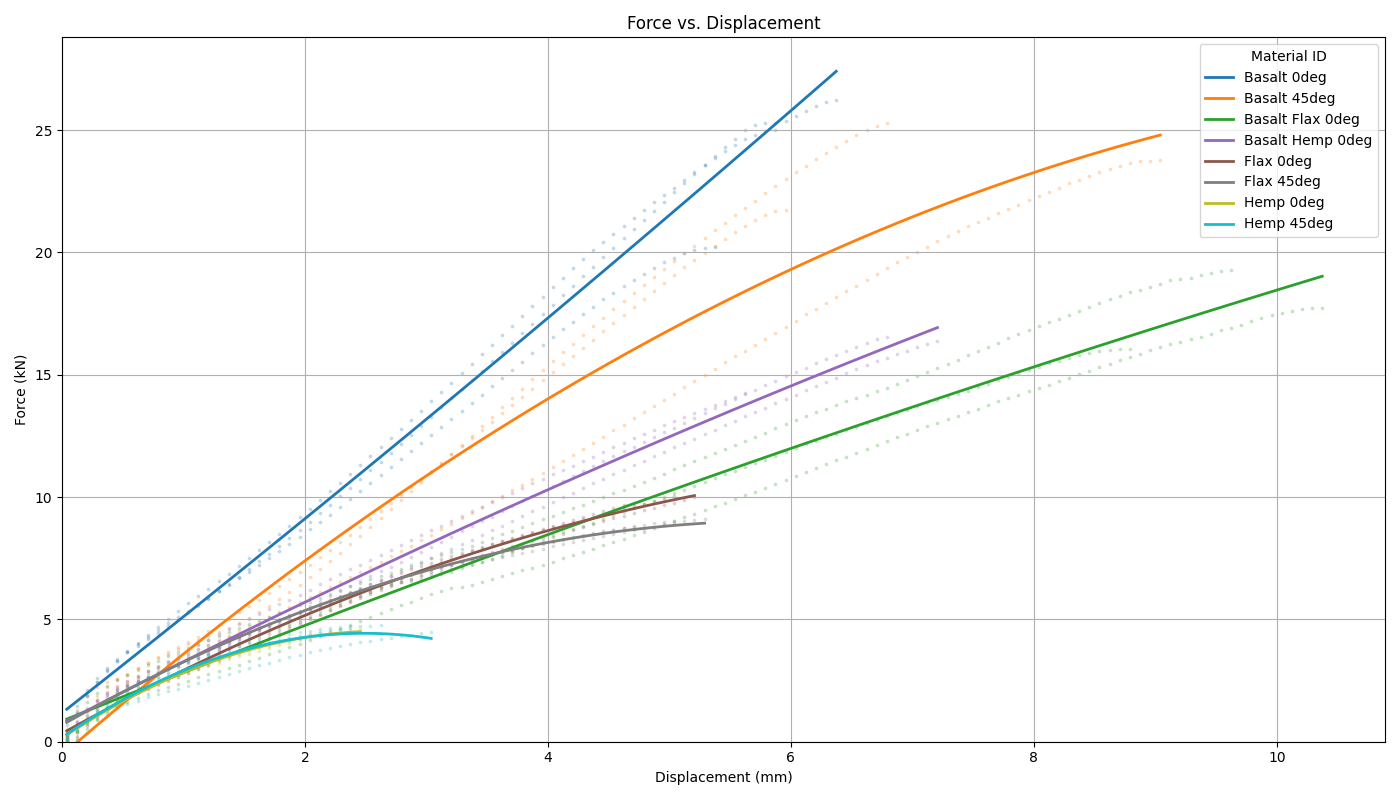 Force vs. Displacement
Force (kN)
25
20
15
10
5
0
0 2 4 6 8 10
Displacement (mm)
Material ID
Basalt 0deg
Basalt 45deg
Basalt Flax 0deg
Basalt Hemp 0deg
Flax 0deg
Flax 45deg
Hemp 0deg
Hemp 45deg